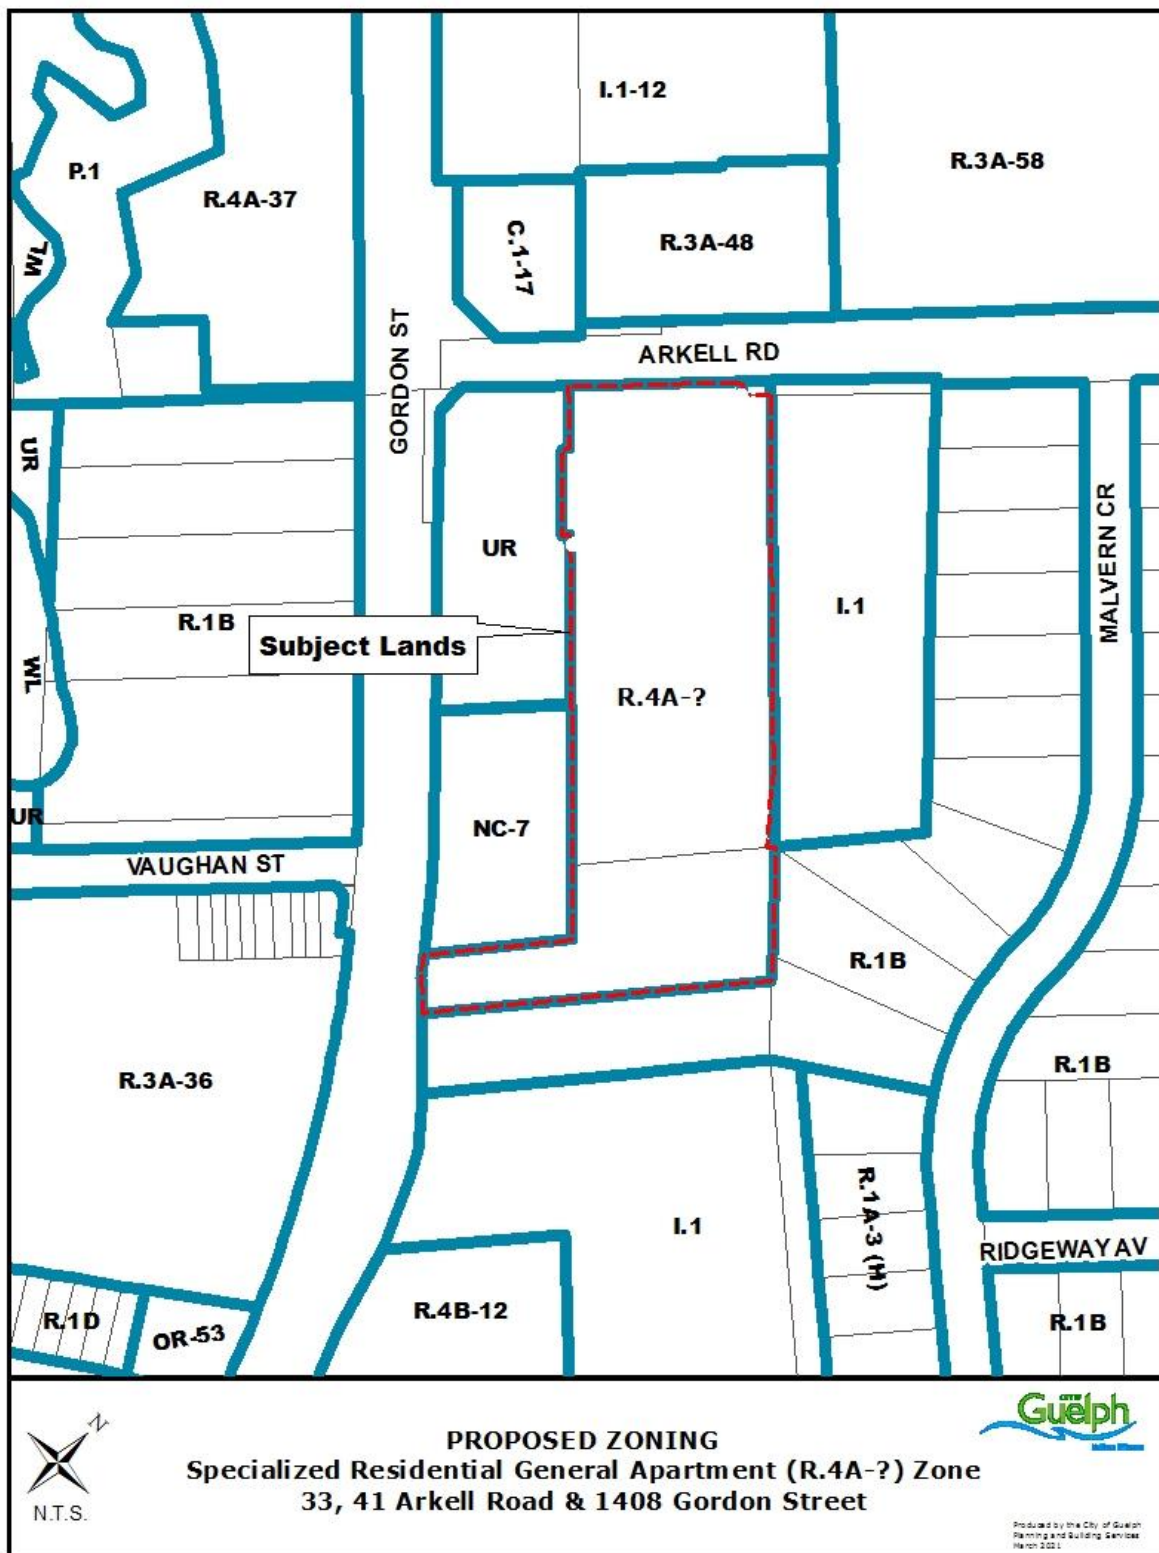 I.1-12
R.3A-58
P.1
R.4A-37
C.1-17
R.3A-48
WL
GORDON ST
ARKELL RD
UR
UR
MALVERN CR
I.1
R.1B
Subject Lands
WL
R.4A-?
UR
NC-7
VAUGHAN ST
R.1B
R.3A-36
R.1B
R.1A-3 (H)
I.1
RIDGEWAY AV
R.4B-12
R.1D
OR-53
R.1B
N
N.T.S.
PROPOSED ZONING
Specialized Residential General Apartment (R.4A-?) Zone
33, 41 Arkell Road & 1408 Gordon Street
Guelph
Produced by the City of Guelph
Planning and Building Services
March 2021